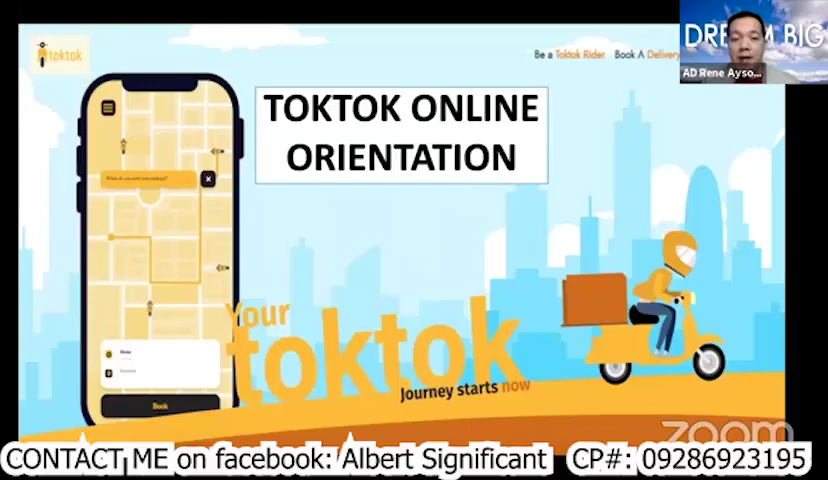 toktok
Be a Toktok Rider Book A Delivery
DREAM BIG
AD Rene Ayso...
TOKTOK ONLINE
ORIENTATION
Your
toktok
Journey starts now
Book
zoom
CONTACT ME on facebook: Albert Significant CP#: 09286923195